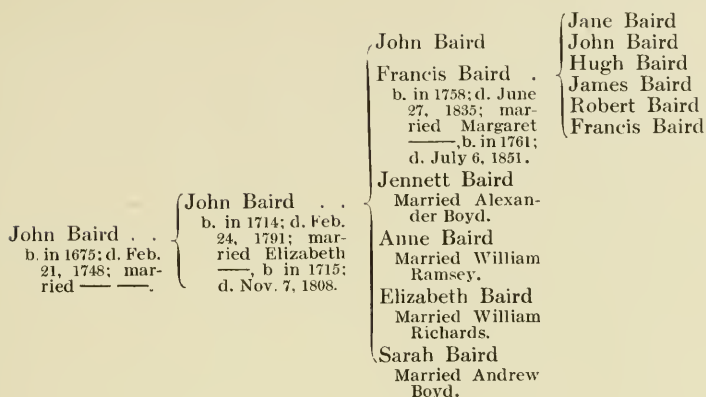 John Baird . .
b. in 1675; d. Feb.
21, 1748; mar-
ried —— ——.
John Baird . .
b. in 1714; d. Feb.
24, 1791; mar-
ried Elizabeth
——, b in 1715;
d. Nov. 7, 1808.
John Baird
Francis Baird .
b. in 1758; d. June
27, 1835; mar-
ried Margaret
——, b. in 1761;
d. July 6, 1851.
Jennett Baird
Married Alexan-
der Boyd.
Anne Baird
Married William
Ramsey.
Elizabeth Baird
Married William
Richards.
Sarah Baird
Married Andrew
Boyd.
Jane Baird
John Baird
Hugh Baird
James Baird
Robert Baird
Francis Baird